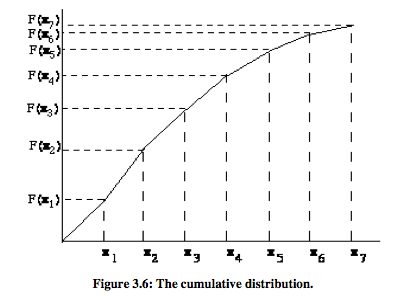 F(x₇)
F(x₆)
F(x₅)
F(x₄)
F(x₃)
F(x₂)
F(x₁)
x₁ x₂ x₃ x₄ x₅ x₆ x₇
Figure 3.6: The cumulative distribution.